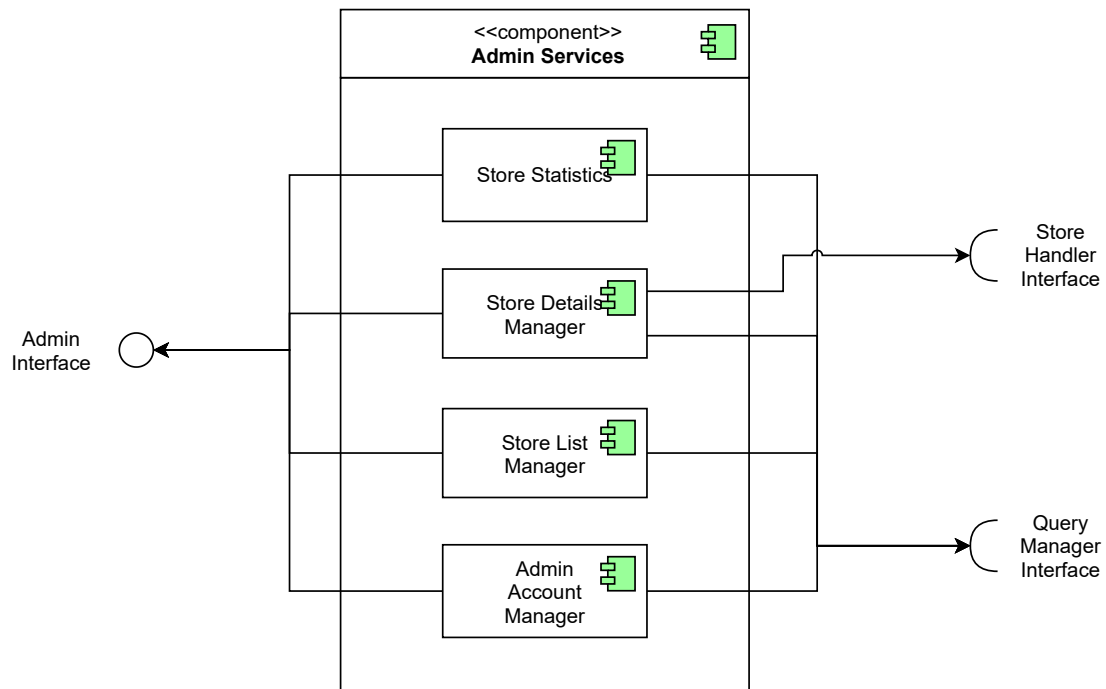 <<component>>
Admin Services
Store Statistics
Store
Handler
Interface
Store Details
Manager
Admin
Interface
Store List
Manager
Query
Manager
Interface
Admin
Account
Manager